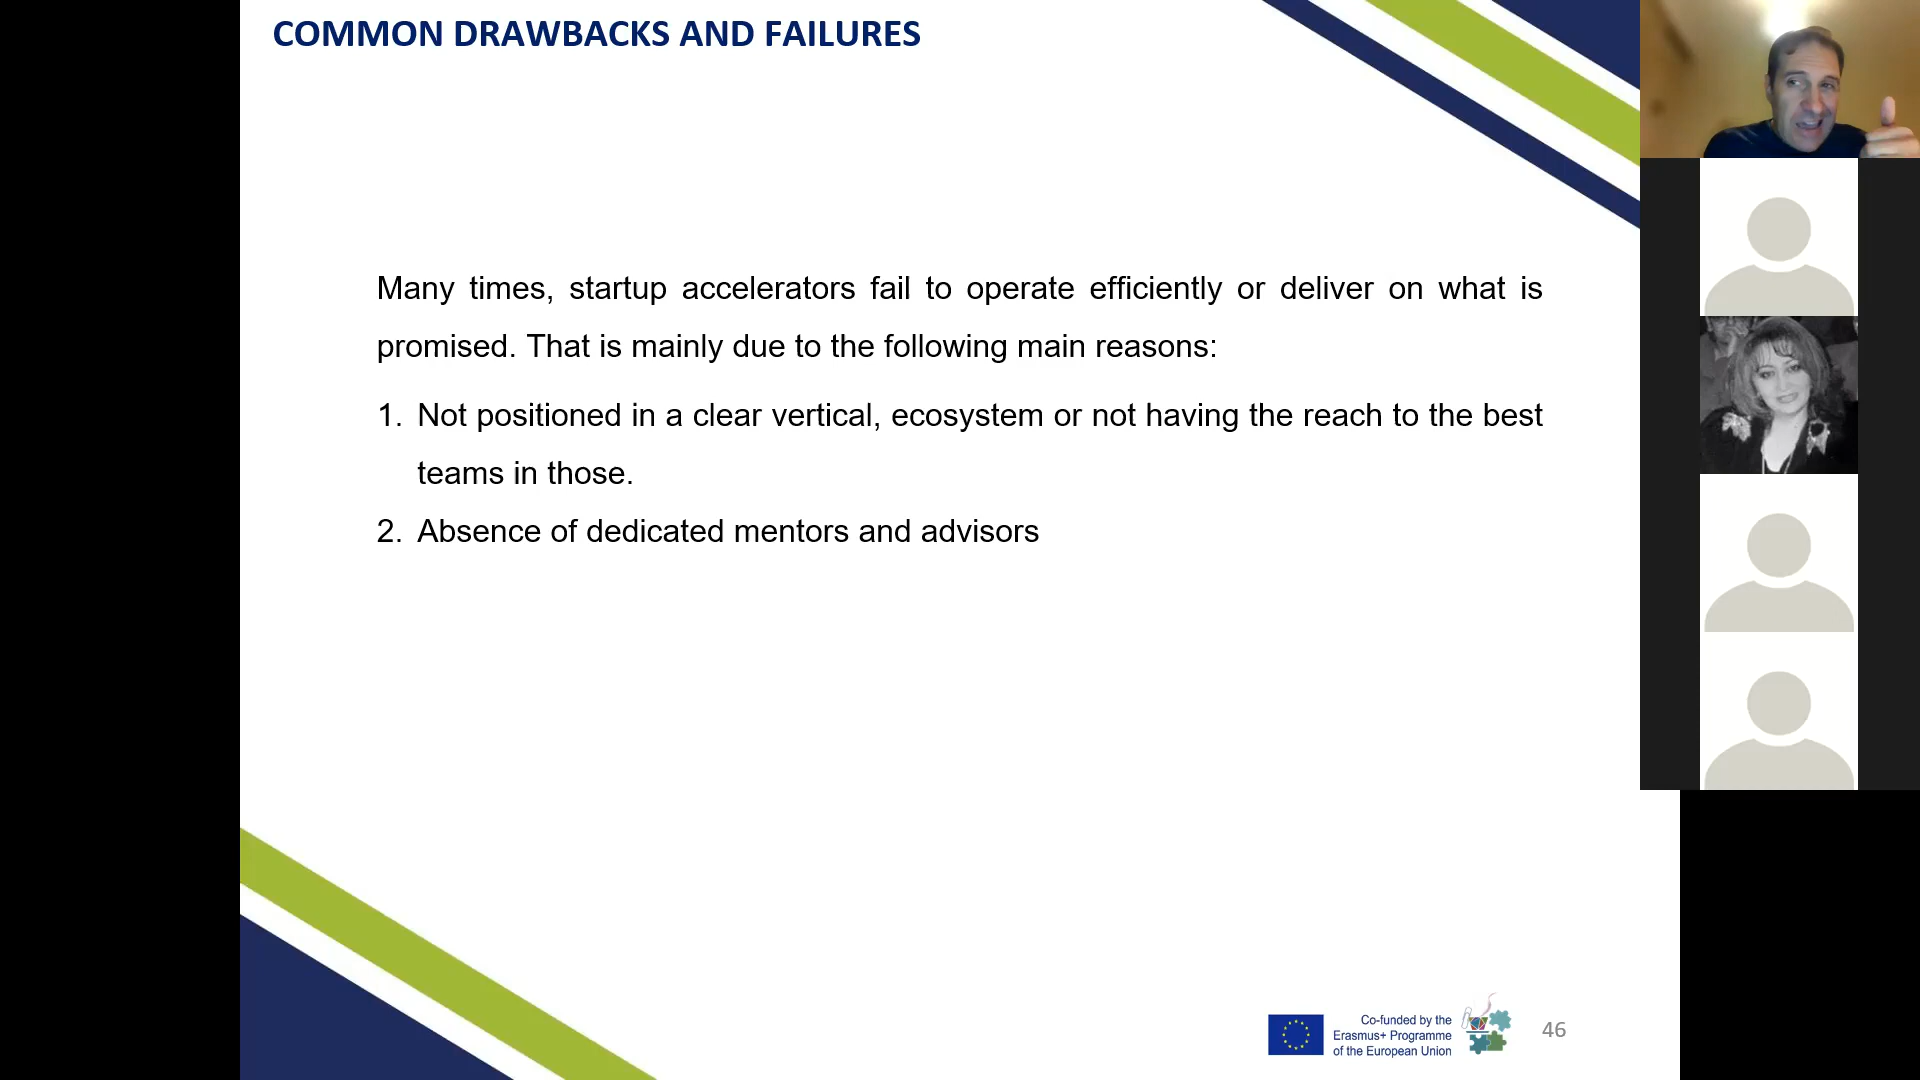 COMMON DRAWBACKS AND FAILURES
Many times, startup accelerators fail to operate efficiently or deliver on what is
promised. That is mainly due to the following main reasons:
1. Not positioned in a clear vertical, ecosystem or not having the reach to the best
teams in those.
2. Absence of dedicated mentors and advisors
Co-funded by the
Erasmus+ Programme
of the European Union
46